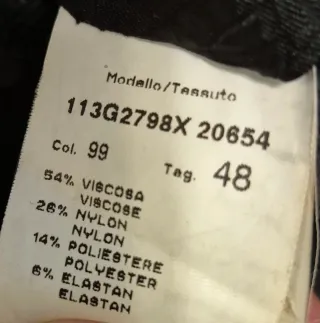 Modello/Tessuto
113G2798X 20654
Col. 99 Tag. 48
54% VISCOSA
VISCOSE
26% NYLON
NYLON
14% POLIESTERE
POLYESTER
6% ELASTAN
ELASTAN